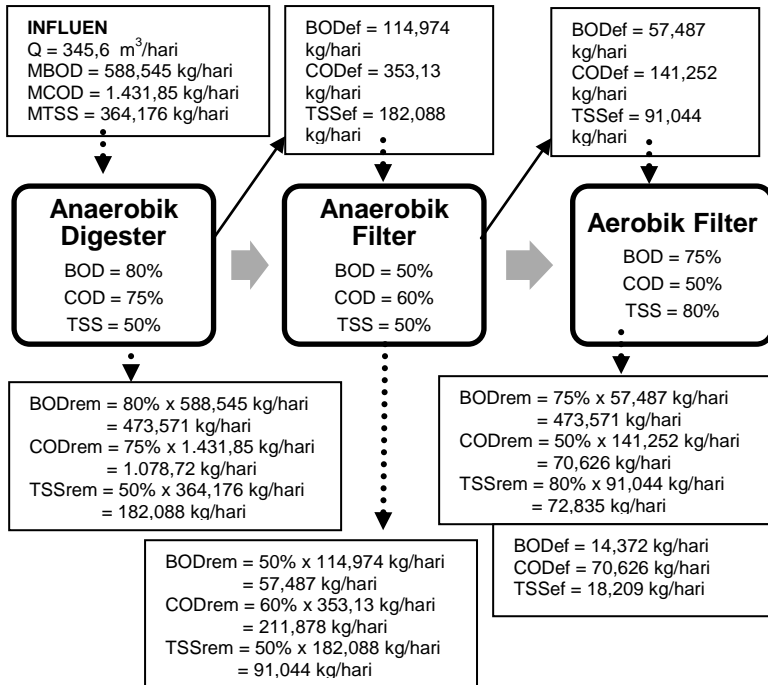 INFLUEN
Q = 345,6 m³/hari
MBOD = 588,545 kg/hari
MCOD = 1.431,85 kg/hari
MTSS = 364,176 kg/hari
BODef = 114,974
kg/hari
CODef = 353,13
kg/hari
TSSef = 182,088
kg/hari
BODef = 57,487
kg/hari
CODef = 141,252
kg/hari
TSSef = 91,044
kg/hari
Anaerobik
Digester
BOD = 80%
COD = 75%
TSS = 50%
Anaerobik
Filter
BOD = 50%
COD = 60%
TSS = 50%
Aerobik Filter
BOD = 75%
COD = 50%
TSS = 80%
BODrem = 80% x 588,545 kg/hari
= 473,571 kg/hari
CODrem = 75% x 1.431,85 kg/hari
= 1.078,72 kg/hari
TSSrem = 50% x 364,176 kg/hari
= 182,088 kg/hari
BODrem = 50% x 114,974 kg/hari
= 57,487 kg/hari
CODrem = 60% x 353,13 kg/hari
= 211,878 kg/hari
TSSrem = 50% x 182,088 kg/hari
= 91,044 kg/hari
BODrem = 75% x 57,487 kg/hari
= 473,571 kg/hari
CODrem = 50% x 141,252 kg/hari
= 70,626 kg/hari
TSSrem = 80% x 91,044 kg/hari
= 72,835 kg/hari
BODef = 14,372 kg/hari
CODef = 70,626 kg/hari
TSSef = 18,209 kg/hari